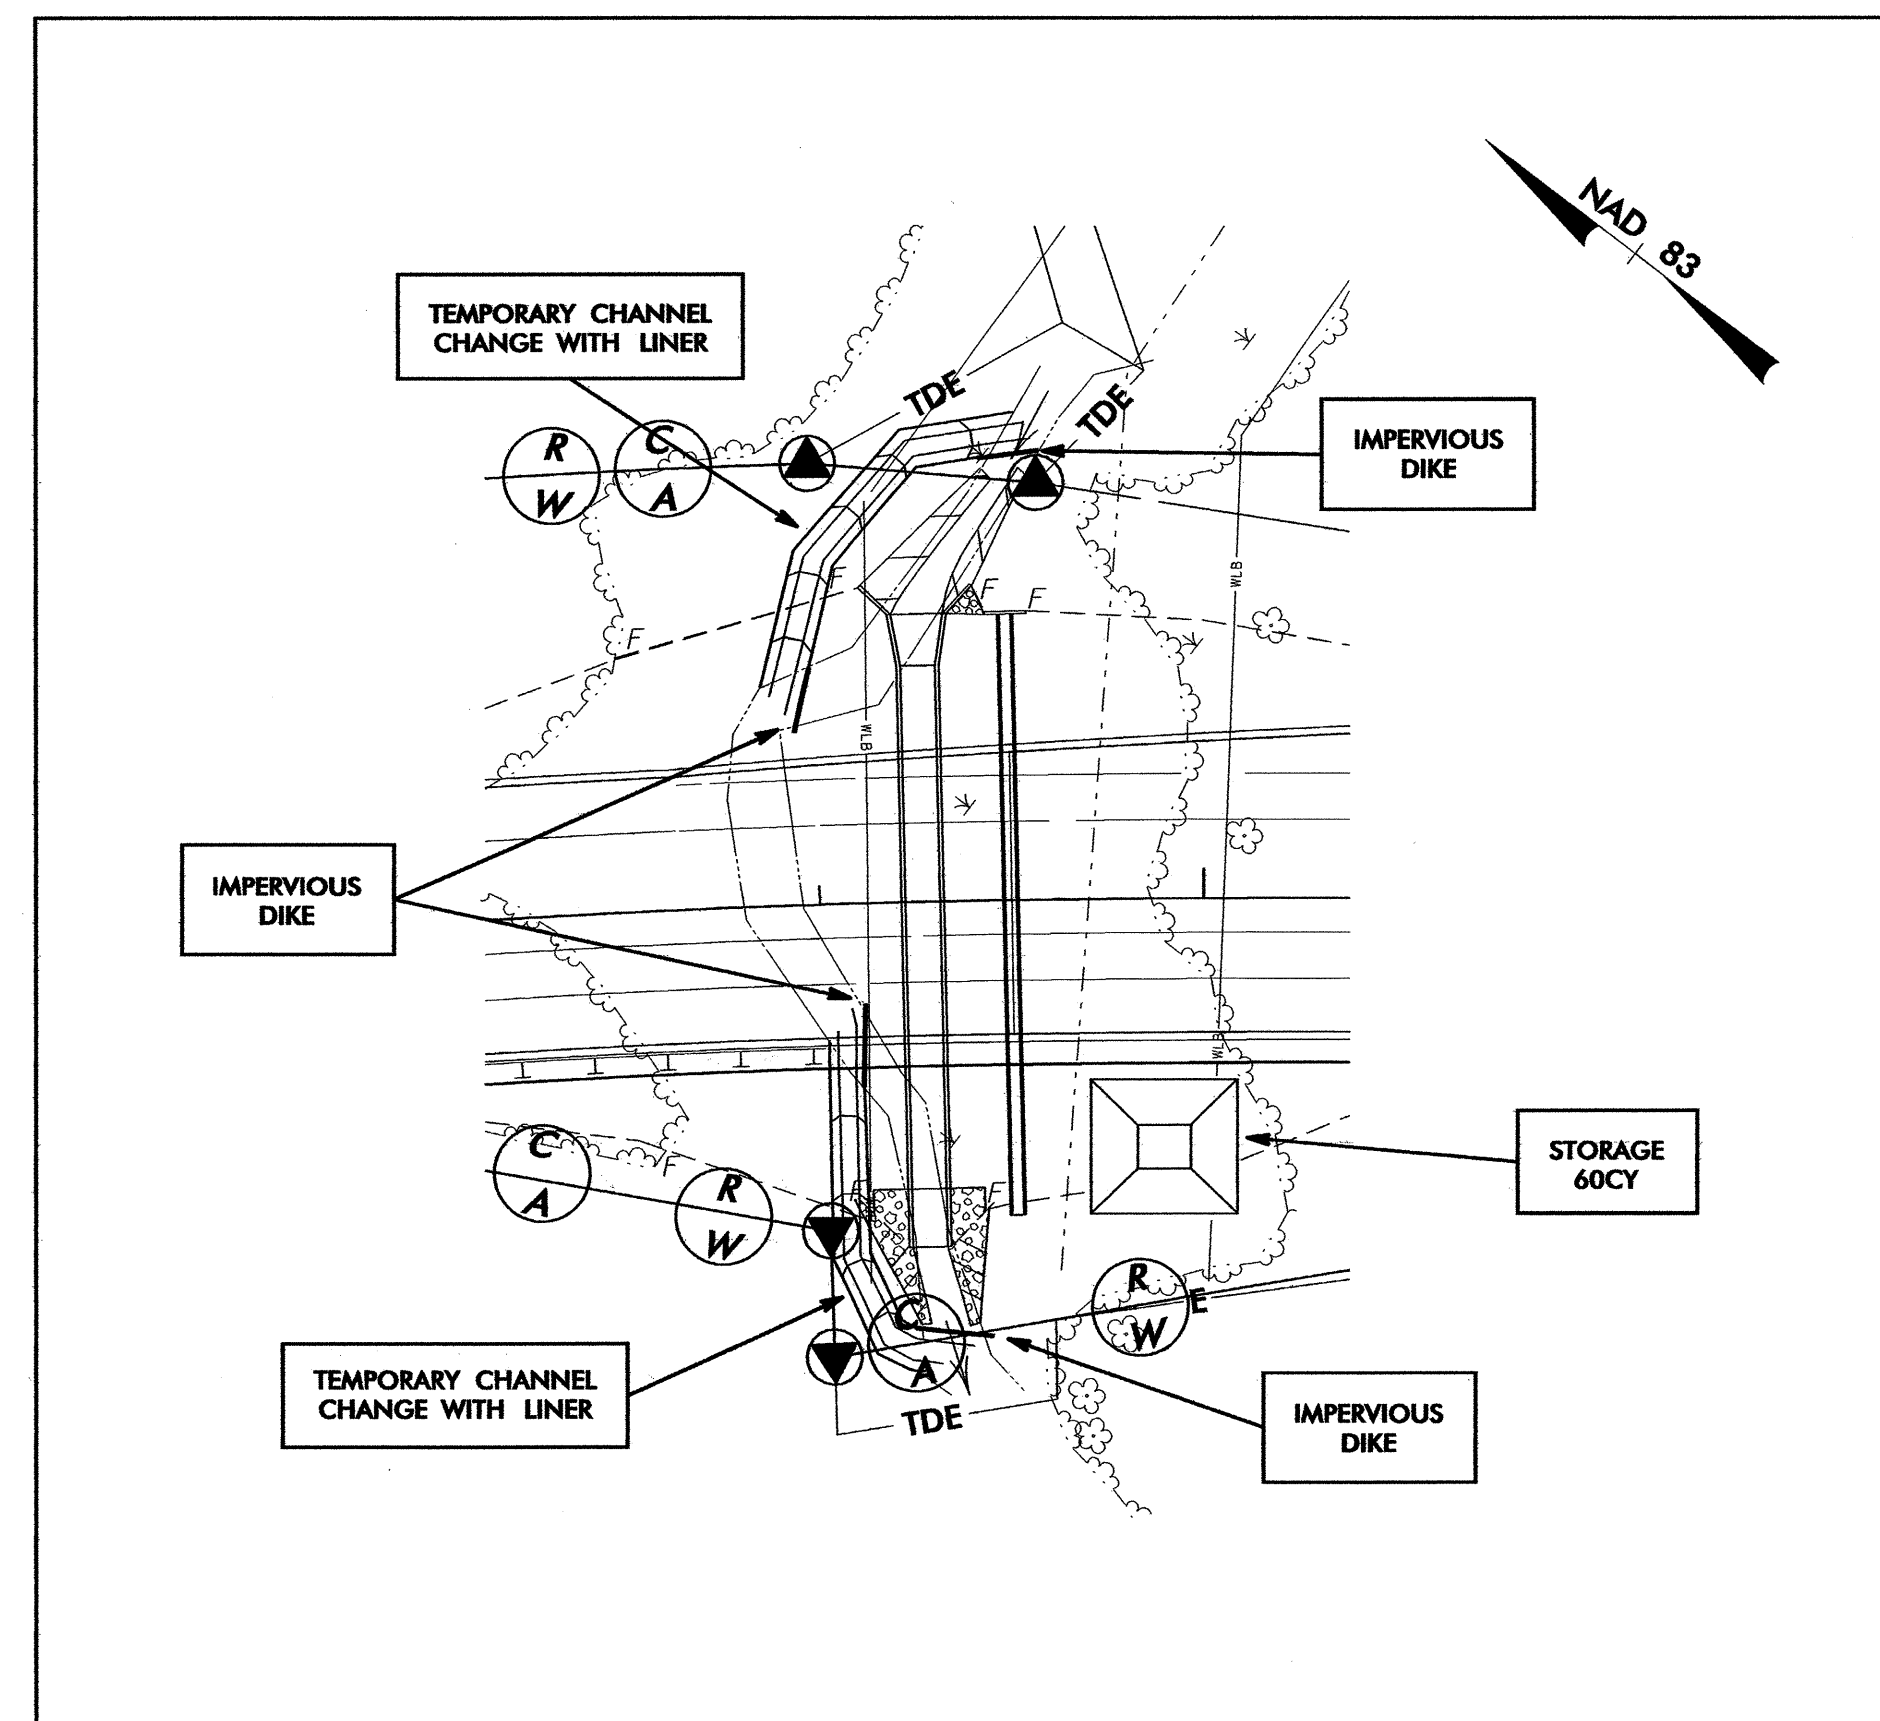 NAD 83
TEMPORARY CHANNEL
CHANGE WITH LINER
TDE
TDE
IMPERVIOUS
DIKE
R
W
C
A
WLB
F
F
F
F
WLB
IMPERVIOUS
DIKE
WLB
C
A
F
R
W
F
F
STORAGE
60CY
R
W
E
C
A
TEMPORARY CHANNEL
CHANGE WITH LINER
TDE
IMPERVIOUS
DIKE